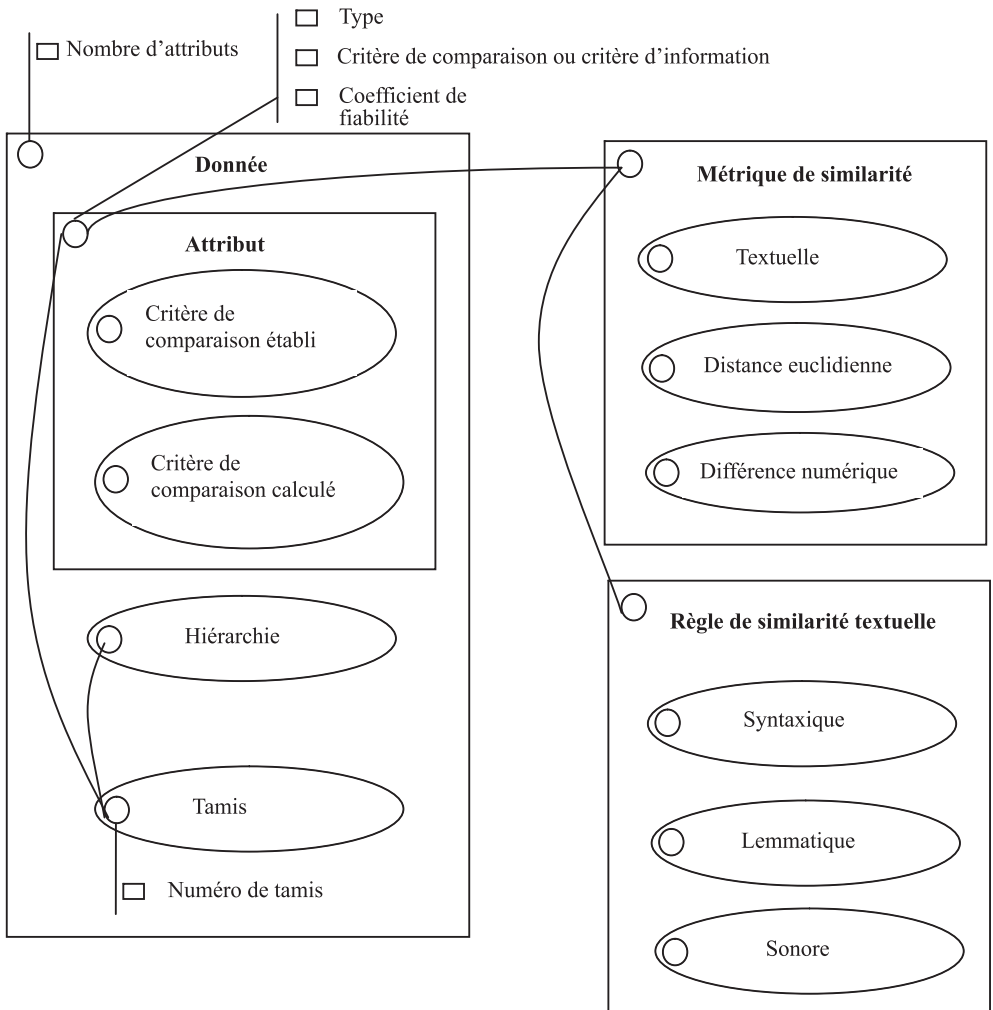 Nombre d’attributs
Type
Critère de comparaison ou critère d’information
Coefficient de
fiabilité
Donnée
Attribut
Critère de
comparaison établi
Critère de
comparaison calculé
Hiérarchie
Tamis
Numéro de tamis
Métrique de similarité
Textuelle
Distance euclidienne
Différence numérique
Règle de similarité textuelle
Syntaxique
Lemmatique
Sonore